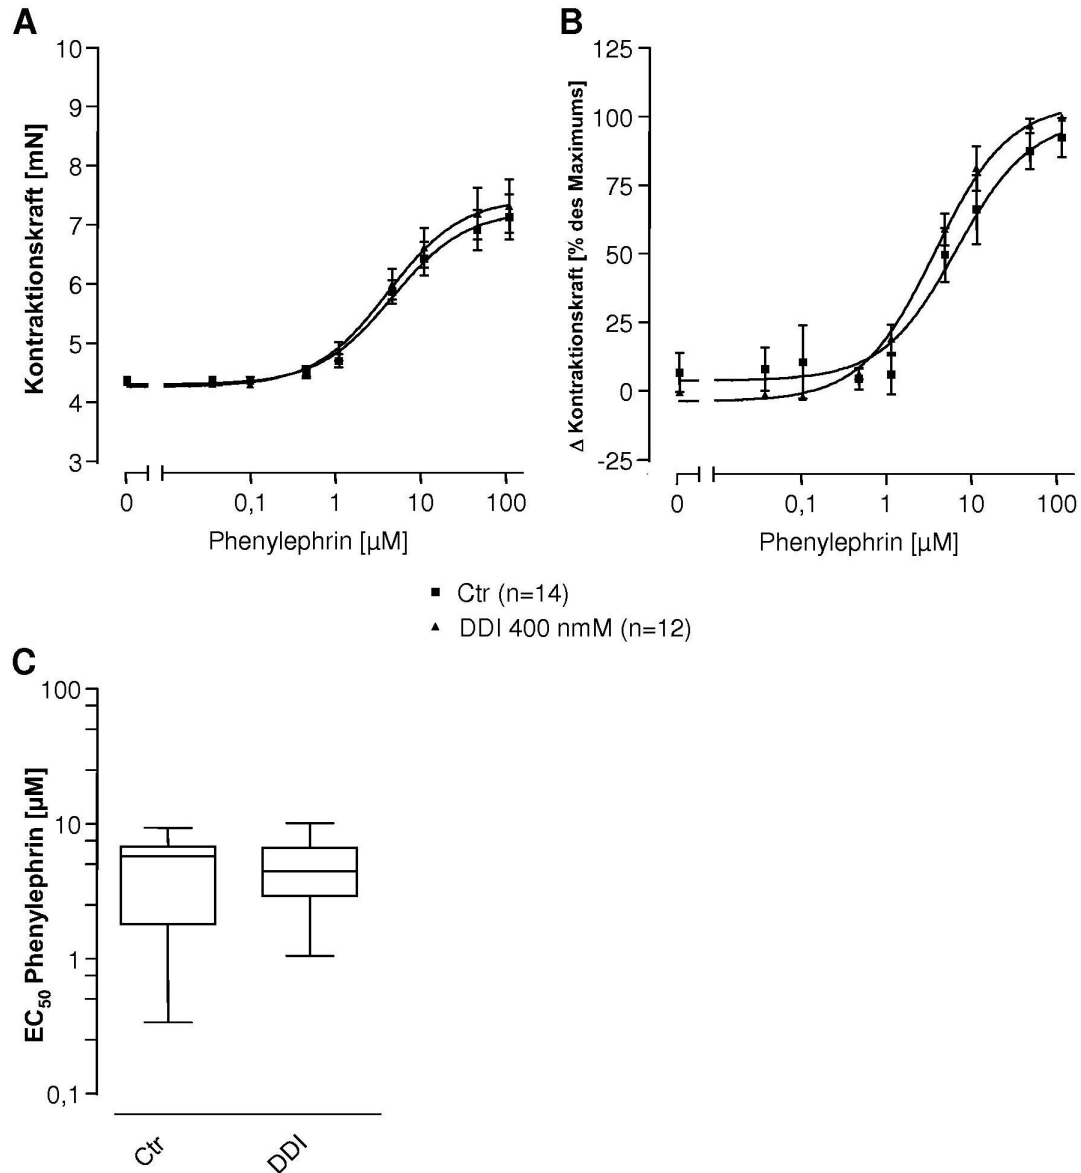 A
B
10
9
8
7
6
5
4
3
Kontraktionskraft [mN]
0
0,1
1
10
100
Phenylephrin [µM]
125
100
75
50
25
0
-25
Δ Kontraktionskraft [% des Maximums]
0
0,1
1
10
100
Phenylephrin [µM]
Ctr (n=14)
DDI 400 nmM (n=12)
C
100
10
1
0,1
EC50 Phenylephrin [µM]
Ctr
DDI